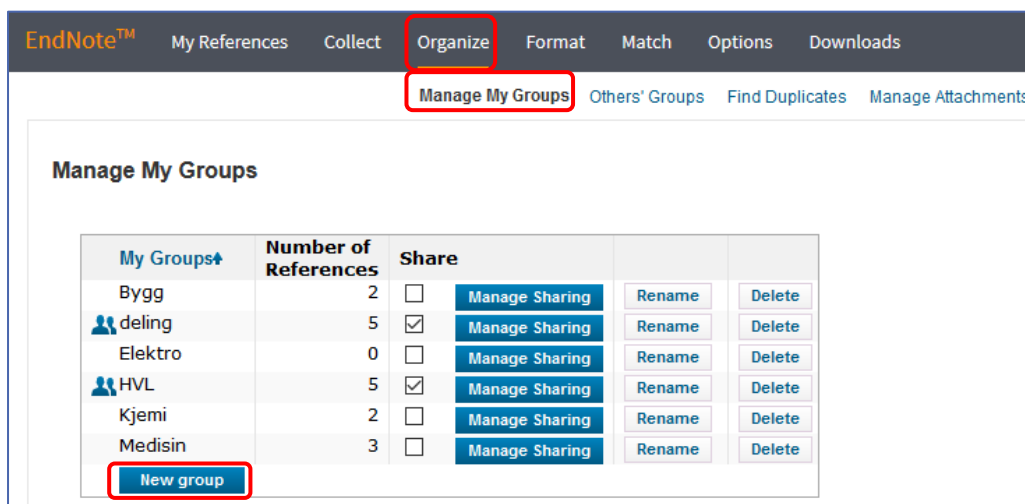 EndNote™ My References Collect Organize Format Match Options Downloads
Manage My Groups Others' Groups Find Duplicates Manage Attachments
Manage My Groups
My Groups Number of References Share
Bygg 2 Manage Sharing Rename Delete
deling 5 Manage Sharing Rename Delete
Elektro 0 Manage Sharing Rename Delete
HVL 5 Manage Sharing Rename Delete
Kjemi 2 Manage Sharing Rename Delete
Medisin 3 Manage Sharing Rename Delete
New group